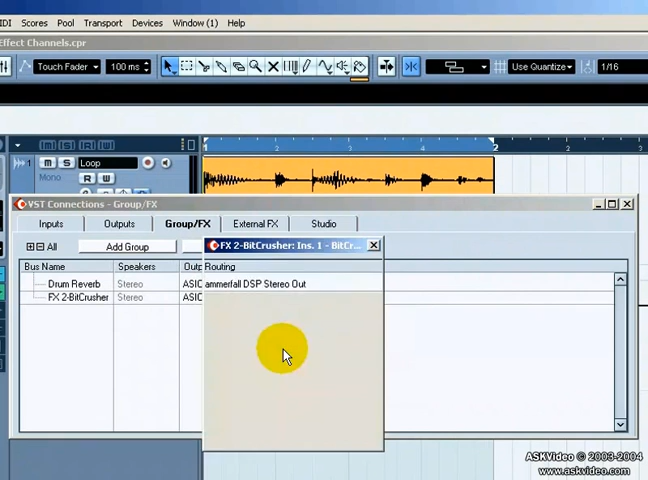 IDI Scores Pool Transport Devices Window (1) Help
Effect Channels.cpr
Touch Fader 100 ms Use Quantize 1/16
1 2 3 4 2 3
1 M S Loop
Mono R W
VST Connections - Group/FX
Inputs Outputs Group/FX External FX Studio
All Add Group FX 2-BitCrusher: Ins. 1 - BitCr...
Bus Name Speakers Outp Routing
Drum Reverb Stereo ASIC ammerfall DSP Stereo Out
FX 2-BitCrusher Stereo ASIC
ASKVideo © 2003-2004
www.askvideo.com